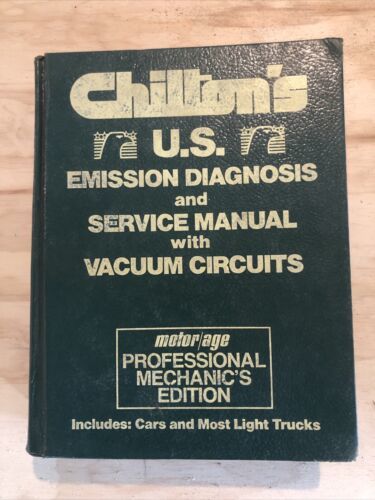 Chilton's
U.S.
EMISSION DIAGNOSIS
and
SERVICE MANUAL
with
VACUUM CIRCUITS
motor/age
PROFESSIONAL
MECHANIC'S
EDITION
Includes: Cars and Most Light Trucks